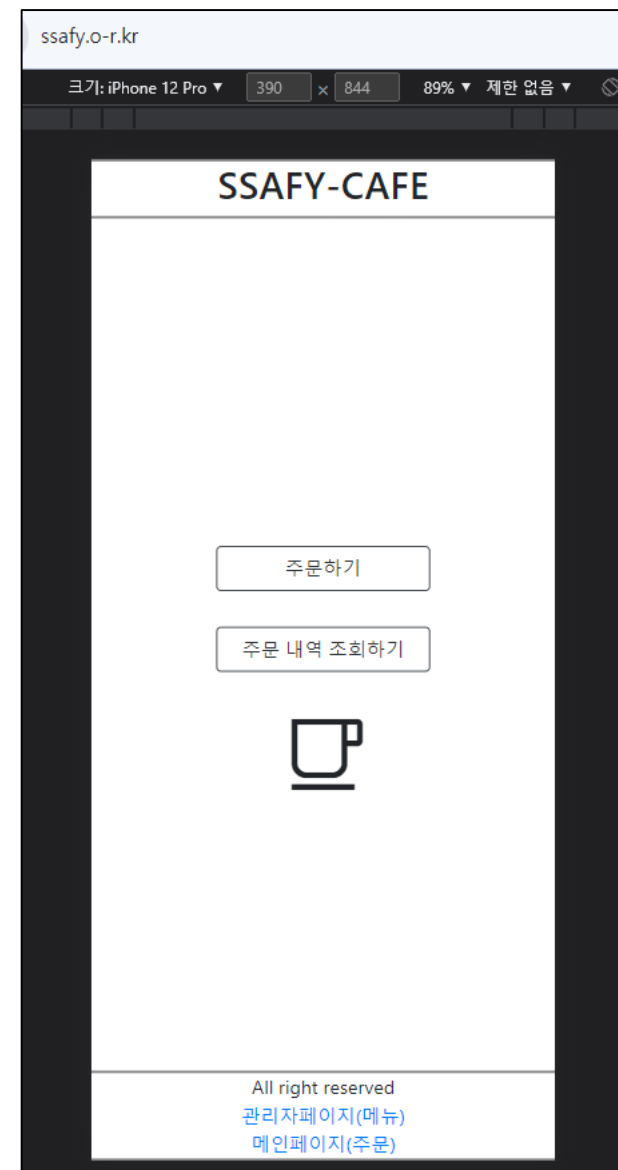 ssafy.o-r.kr
크기: iPhone 12 Pro ▼ 390 × 844 89% ▼ 제한 없음 ▼
SSAFY-CAFE
주문하기
주문 내역 조회하기
All right reserved
관리자페이지(메뉴)
메인페이지(주문)